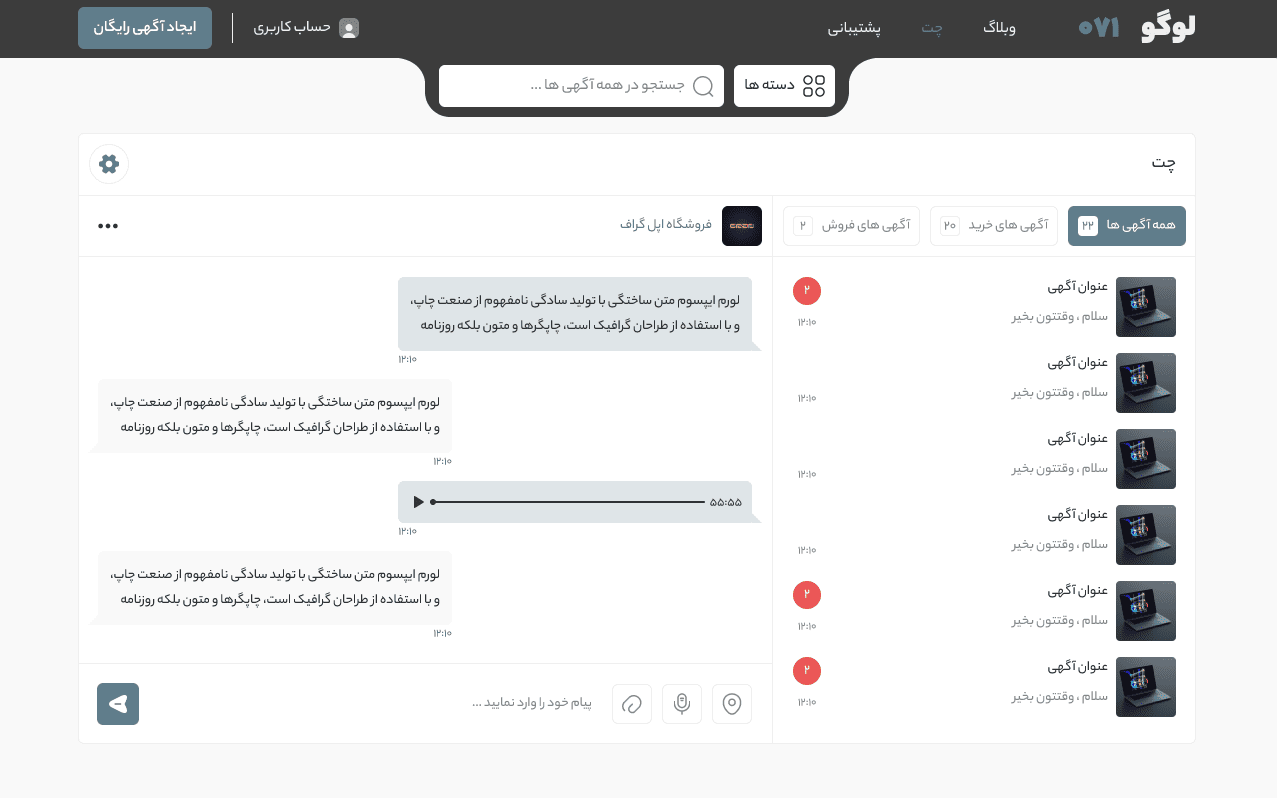 لوگو
۰۷۱
وبلاگ
چت
پشتیبانی
حساب کاربری
ایجاد آگهی رایگان
دسته ها
جستجو در همه آگهی ها ...
چت
همه آگهی ها ۲۲
آگهی های خرید ۲۰
آگهی های فروش ۲
عنوان آگهی
۲
سلام ، وقتتون بخیر
۱۲:۱۰
عنوان آگهی
سلام ، وقتتون بخیر
۱۲:۱۰
عنوان آگهی
سلام ، وقتتون بخیر
۱۲:۱۰
عنوان آگهی
سلام ، وقتتون بخیر
۱۲:۱۰
عنوان آگهی
۲
سلام ، وقتتون بخیر
۱۲:۱۰
عنوان آگهی
۲
سلام ، وقتتون بخیر
۱۲:۱۰
فروشگاه اپل گراف
لورم ایپسوم متن ساختگی با تولید سادگی نامفهوم از صنعت چاپ،
و با استفاده از طراحان گرافیک است، چاپگرها و متون بلکه روزنامه
۱۲:۱۰
لورم ایپسوم متن ساختگی با تولید سادگی نامفهوم از صنعت چاپ،
و با استفاده از طراحان گرافیک است، چاپگرها و متون بلکه روزنامه
۱۲:۱۰
۵۵:۵۵
۱۲:۱۰
لورم ایپسوم متن ساختگی با تولید سادگی نامفهوم از صنعت چاپ،
و با استفاده از طراحان گرافیک است، چاپگرها و متون بلکه روزنامه
۱۲:۱۰
پیام خود را وارد نمایید ...